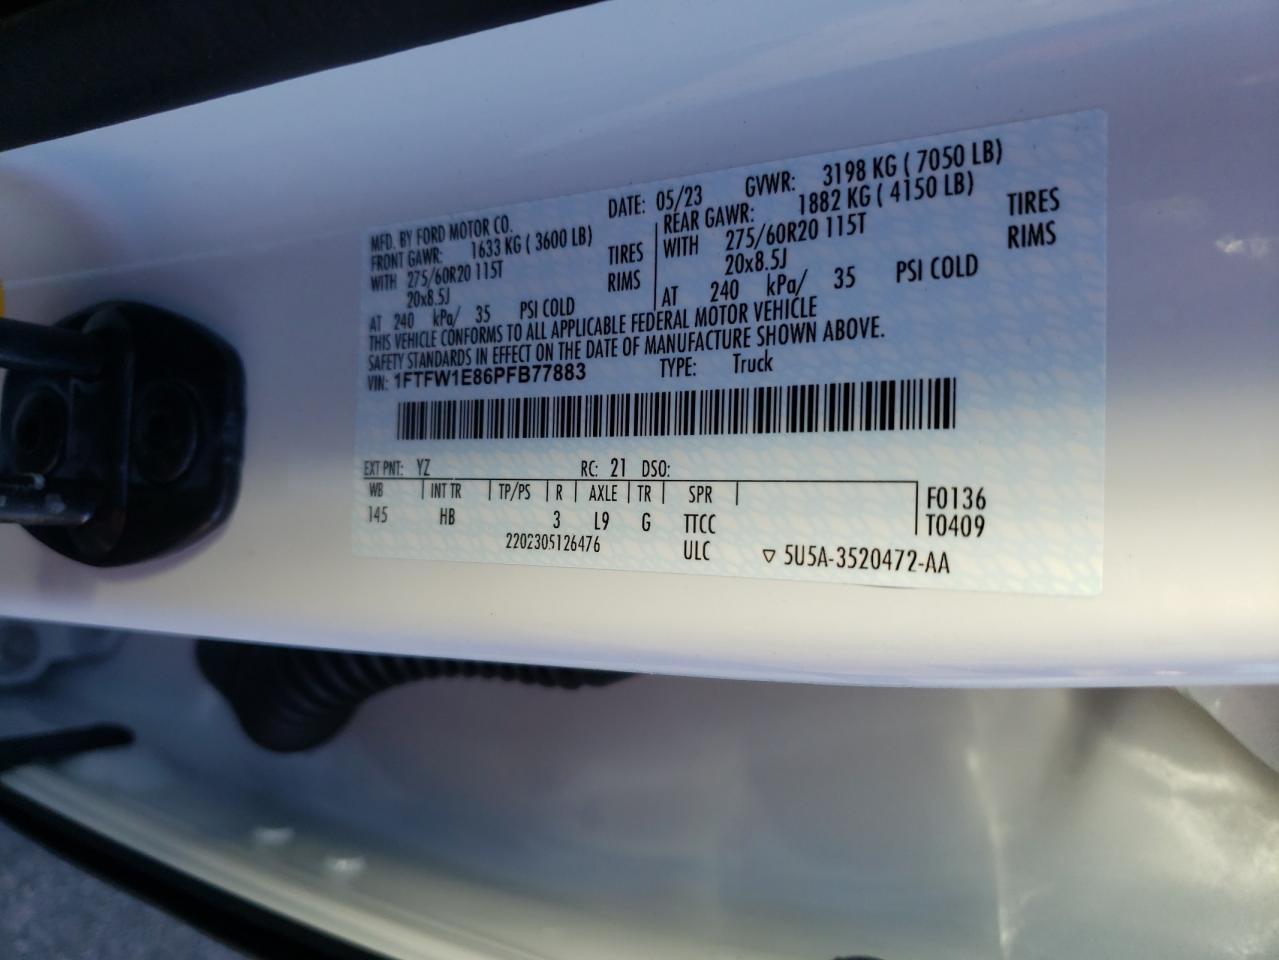 MFD. BY FORD MOTOR CO. DATE: 05/23 GVWR: 3198 KG ( 7050 LB)
FRONT GAWR: 1633 KG ( 3600 LB) REAR GAWR: 1882 KG ( 4150 LB)
WITH 275/60R20 115T TIRES WITH 275/60R20 115T TIRES
20x8.5J RIMS 20x8.5J RIMS
AT 240 kPa/ 35 PSI COLD AT 240 kPa/ 35 PSI COLD
THIS VEHICLE CONFORMS TO ALL APPLICABLE FEDERAL MOTOR VEHICLE
SAFETY STANDARDS IN EFFECT ON THE DATE OF MANUFACTURE SHOWN ABOVE.
VIN: 1FTFW1E86PFB77883 TYPE: Truck
EXT PNT: YZ RC: 21 DSO:
WB INT TR TP/PS R AXLE TR SPR F0136
145 HB 3 L9 G TTCC T0409
2202305126476 ULC ▽ 5U5A-3520472-AA